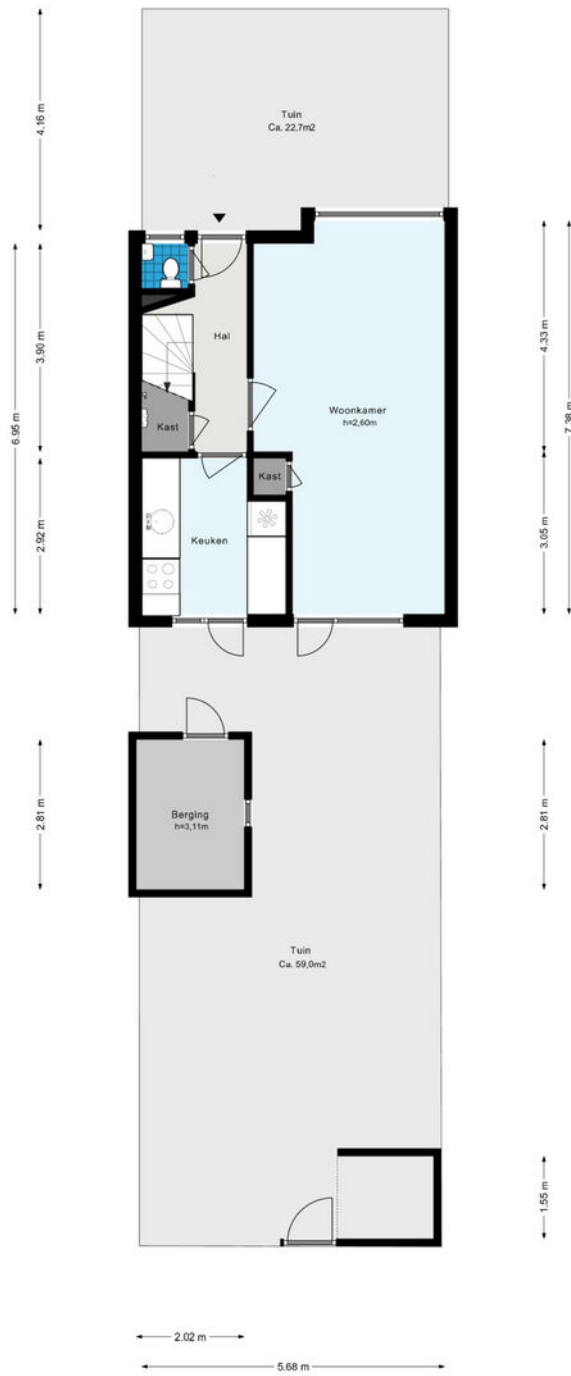 Tuin
Ca. 22,7m2
4.16 m
Hal
3.90 m
4.33 m
6.95 m
7.38 m
Woonkamer
h=2,60m
Kast
Kast
2.92 m
Keuken
3.05 m
2.81 m
Berging
h=3,11m
2.81 m
Tuin
Ca. 59,0m2
1.55 m
2.02 m
5.68 m